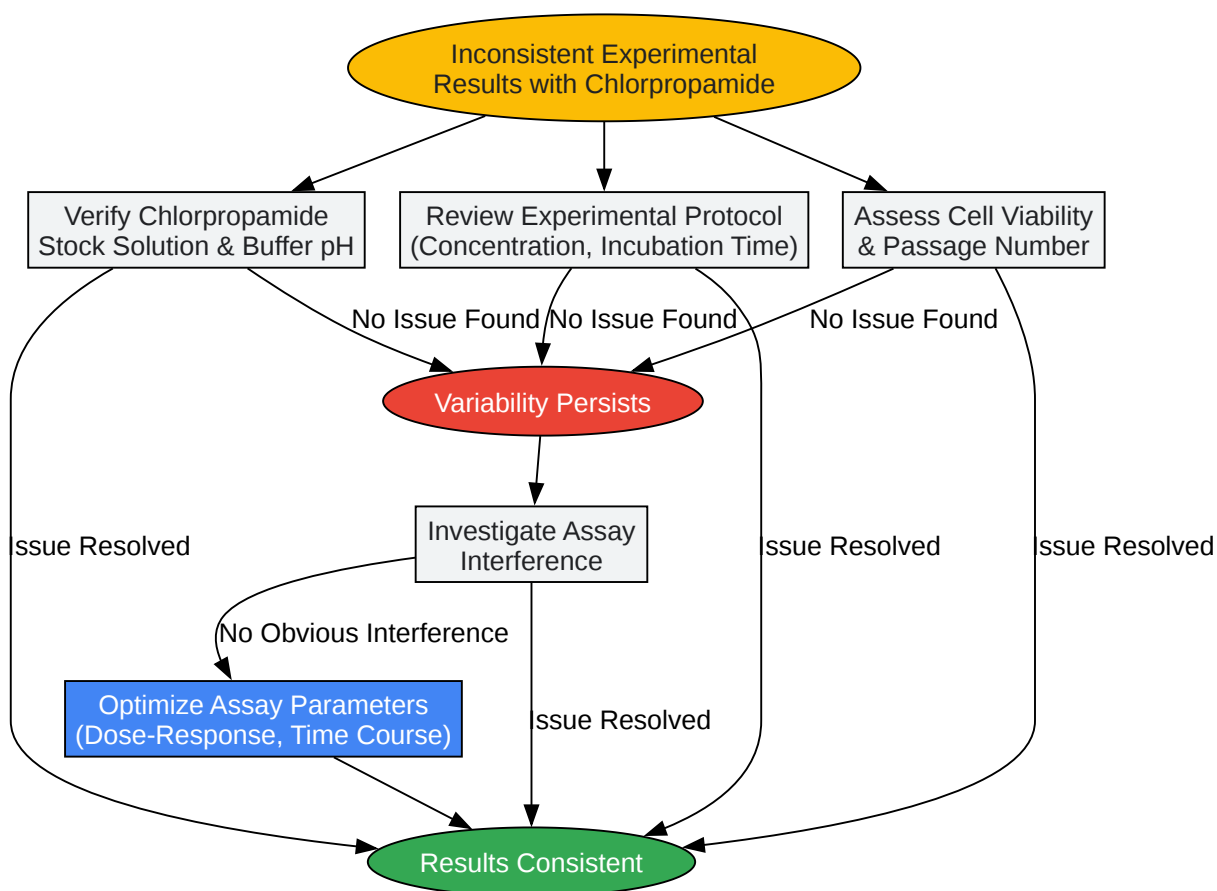 Inconsistent Experimental
Results with Chlorpropamide
Verify Chlorpropamide
Stock Solution & Buffer pH
Review Experimental Protocol
(Concentration, Incubation Time)
Assess Cell Viability
& Passage Number
No Issue Found
No Issue Found
No Issue Found
Variability Persists
Issue Resolved
Investigate Assay
Interference
Issue Resolved
Issue Resolved
No Obvious Interference
Optimize Assay Parameters
(Dose-Response, Time Course)
Issue Resolved
Results Consistent